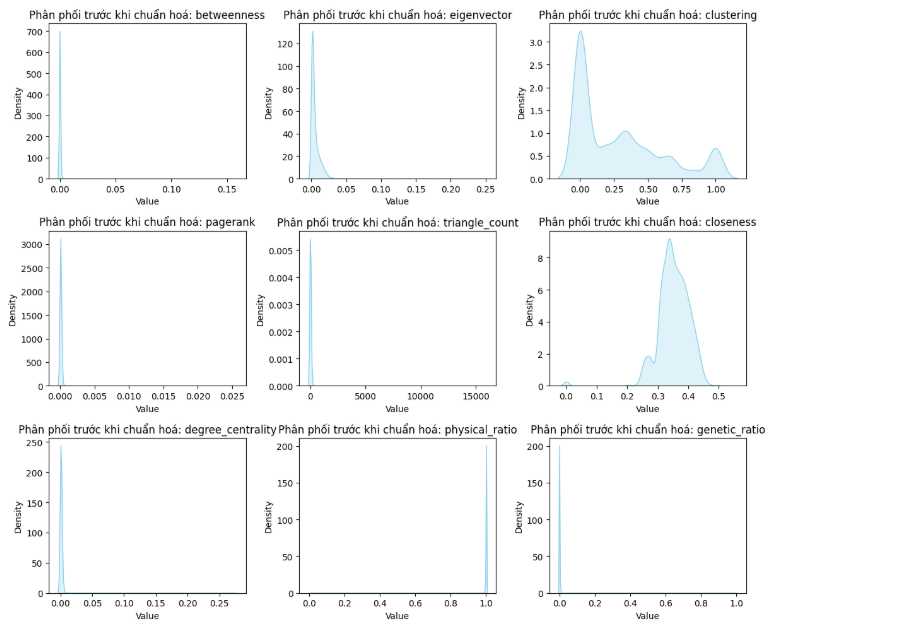 Phân phối trước khi chuẩn hoá: betweenness
Phân phối trước khi chuẩn hoá: eigenvector
Phân phối trước khi chuẩn hoá: clustering
700
600
500
400
300
200
100
0
Density
0.00 0.05 0.10 0.15
Value
120
100
80
60
40
20
0
Density
0.00 0.05 0.10 0.15 0.20 0.25
Value
3.0
2.5
2.0
1.5
1.0
0.5
0.0
Density
0.00 0.25 0.50 0.75 1.00
Value
Phân phối trước khi chuẩn hoá: pagerank
Phân phối trước khi chuẩn hoá: triangle_count
Phân phối trước khi chuẩn hoá: closeness
3000
2500
2000
1500
1000
500
0
Density
0.000 0.005 0.010 0.015 0.020 0.025
Value
0.005
0.004
0.003
0.002
0.001
0.000
Density
0 5000 10000 15000
Value
8
6
4
2
0
Density
0.0 0.1 0.2 0.3 0.4 0.5
Value
Phân phối trước khi chuẩn hoá: degree_centrality
Phân phối trước khi chuẩn hoá: physical_ratio
Phân phối trước khi chuẩn hoá: genetic_ratio
250
200
150
100
50
0
Density
0.00 0.05 0.10 0.15 0.20 0.25
Value
200
150
100
50
0
Density
0.0 0.2 0.4 0.6 0.8 1.0
Value
200
150
100
50
0
Density
0.0 0.2 0.4 0.6 0.8 1.0
Value